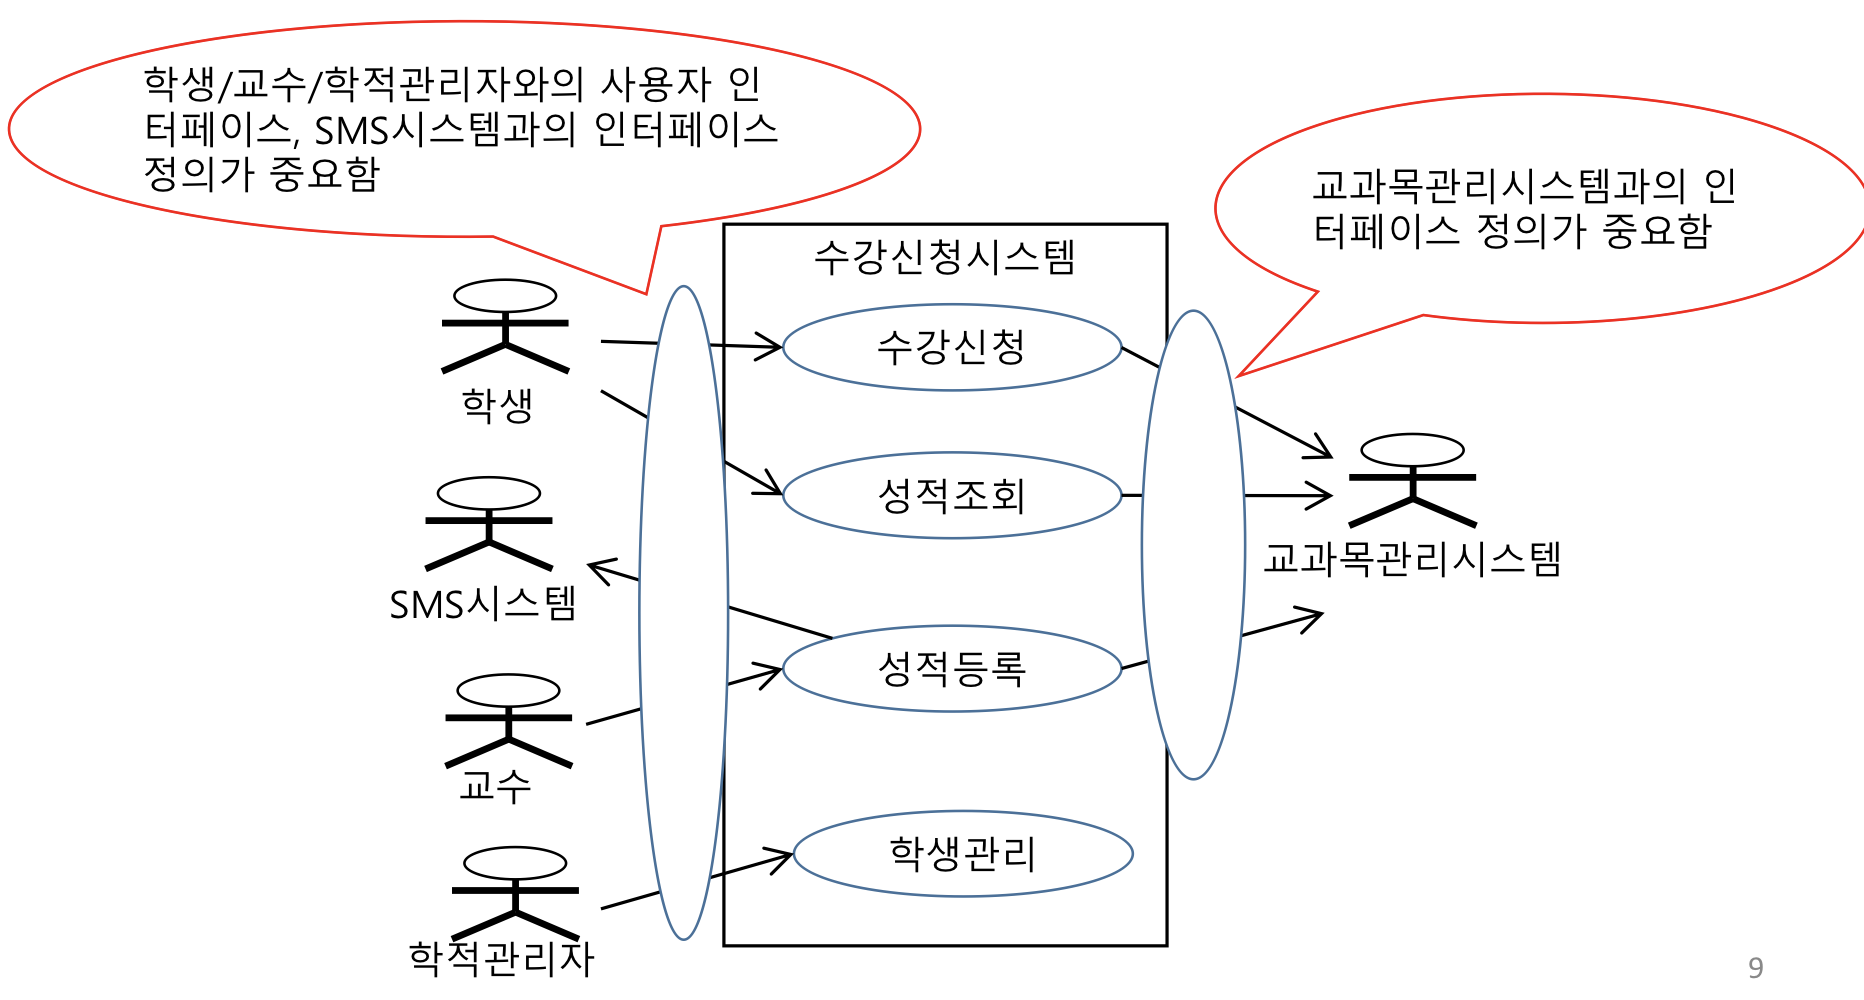 학생/교수/학적관리자와의 사용자 인
터페이스, SMS시스템과의 인터페이스
정의가 중요함
교과목관리시스템과의 인
터페이스 정의가 중요함
수강신청시스템
수강신청
학생
성적조회
교과목관리시스템
SMS시스템
성적등록
교수
학생관리
학적관리자
9